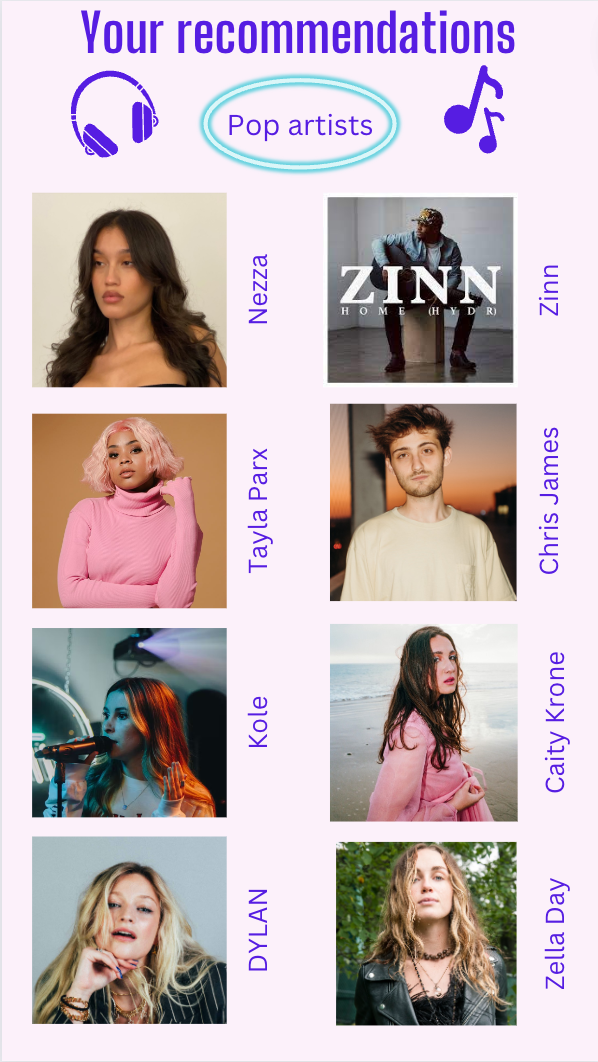 Your recommendations
Pop artists
Nezza
ZINN
HOME (HYDR)
Zinn
Tayla Parx
Chris James
Kole
Caity Krone
DYLAN
Zella Day